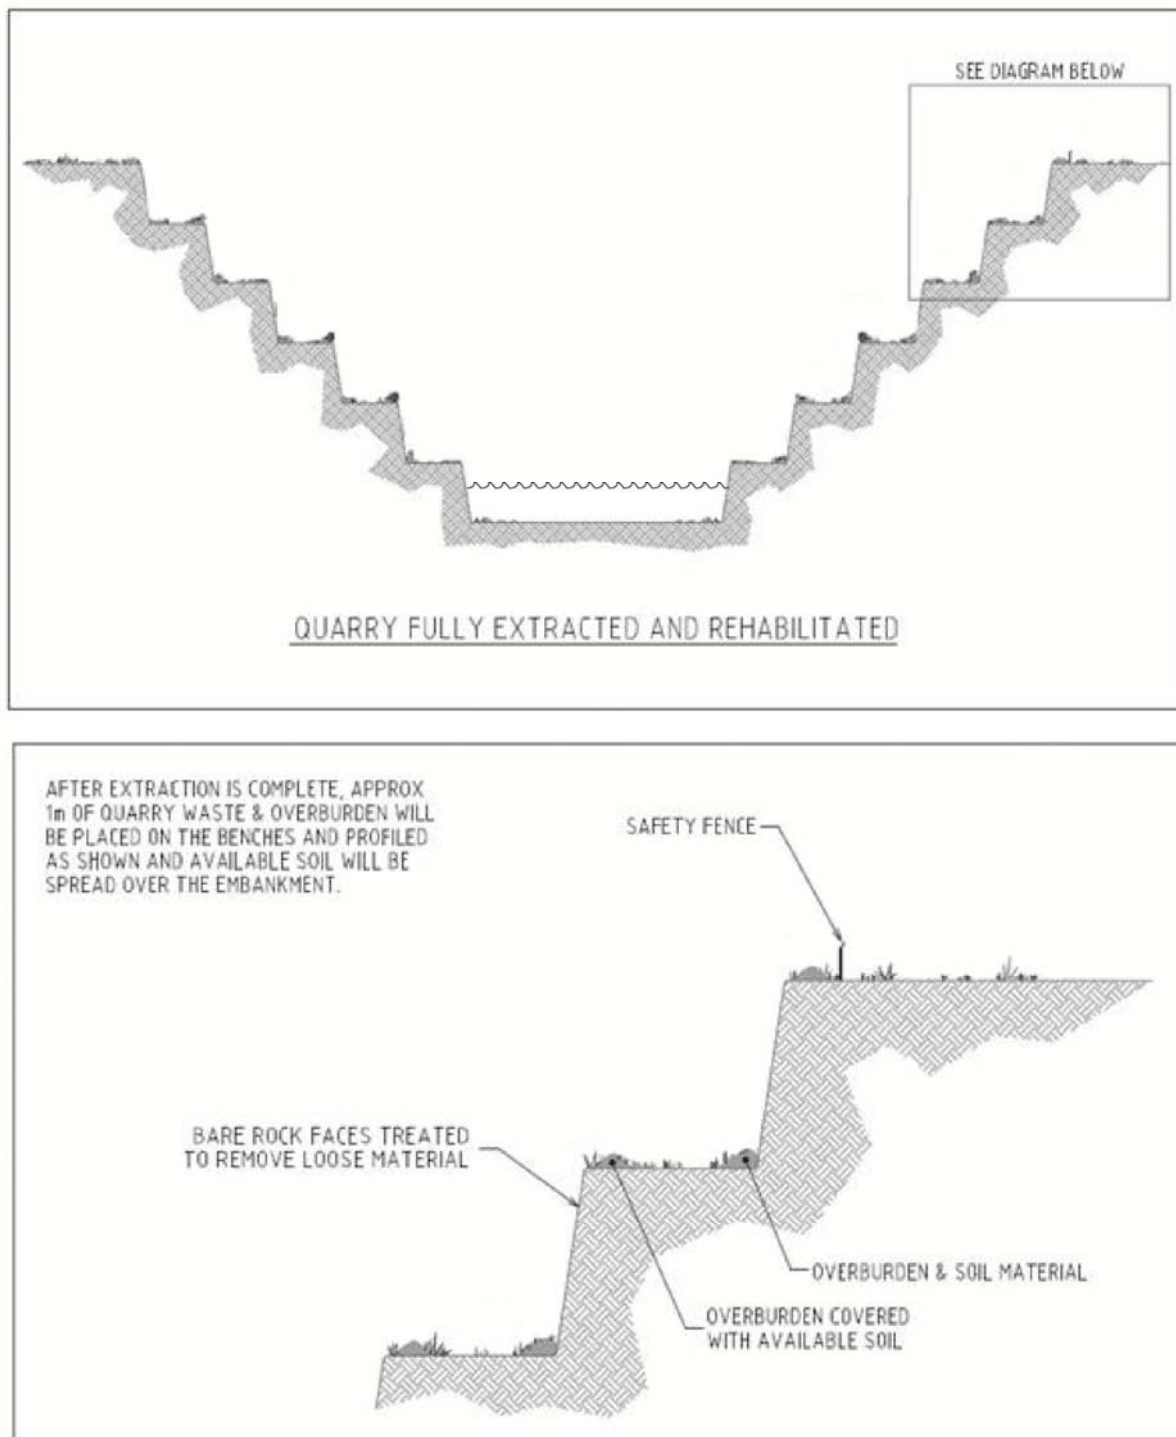 SEE DIAGRAM BELOW
QUARRY FULLY EXTRACTED AND REHABILITATED
AFTER EXTRACTION IS COMPLETE, APPROX
1m OF QUARRY WASTE & OVERBURDEN WILL
BE PLACED ON THE BENCHES AND PROFILED
AS SHOWN AND AVAILABLE SOIL WILL BE
SPREAD OVER THE EMBANKMENT.
SAFETY FENCE
BARE ROCK FACES TREATED
TO REMOVE LOOSE MATERIAL
OVERBURDEN & SOIL MATERIAL
OVERBURDEN COVERED
WITH AVAILABLE SOIL